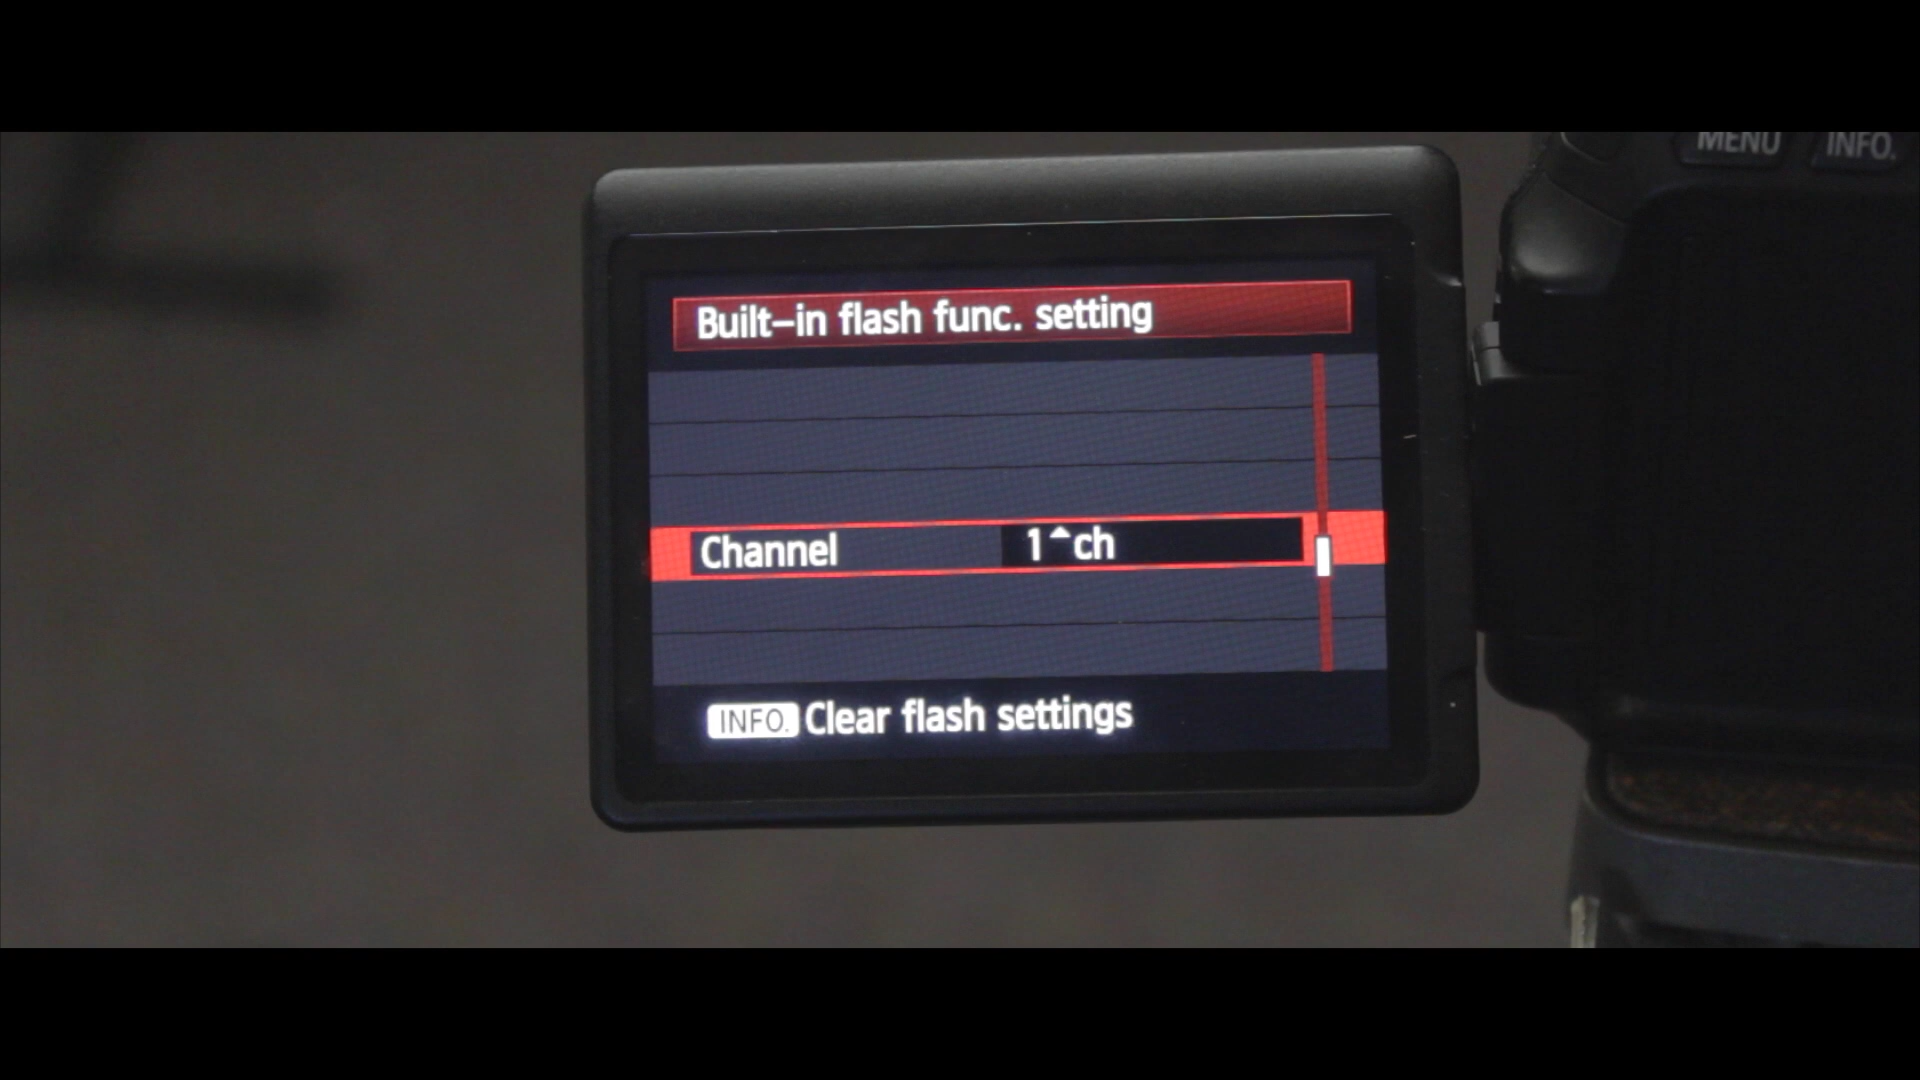 MENU INFO.
Built-in flash func. setting
Channel 1^ch
INFO. Clear flash settings